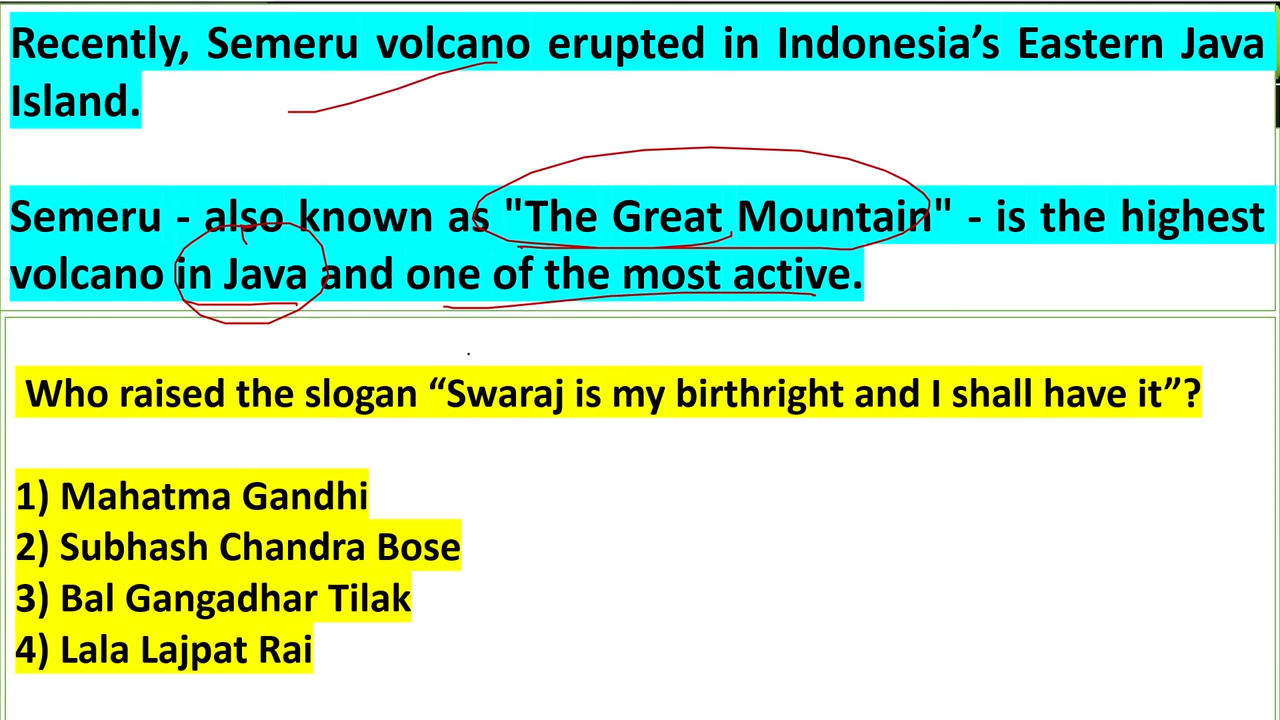 Recently, Semeru volcano erupted in Indonesia’s Eastern Java
Island.
Semeru - also known as "The Great Mountain" - is the highest
volcano in Java and one of the most active.
Who raised the slogan “Swaraj is my birthright and I shall have it”?
1) Mahatma Gandhi
2) Subhash Chandra Bose
3) Bal Gangadhar Tilak
4) Lala Lajpat Rai